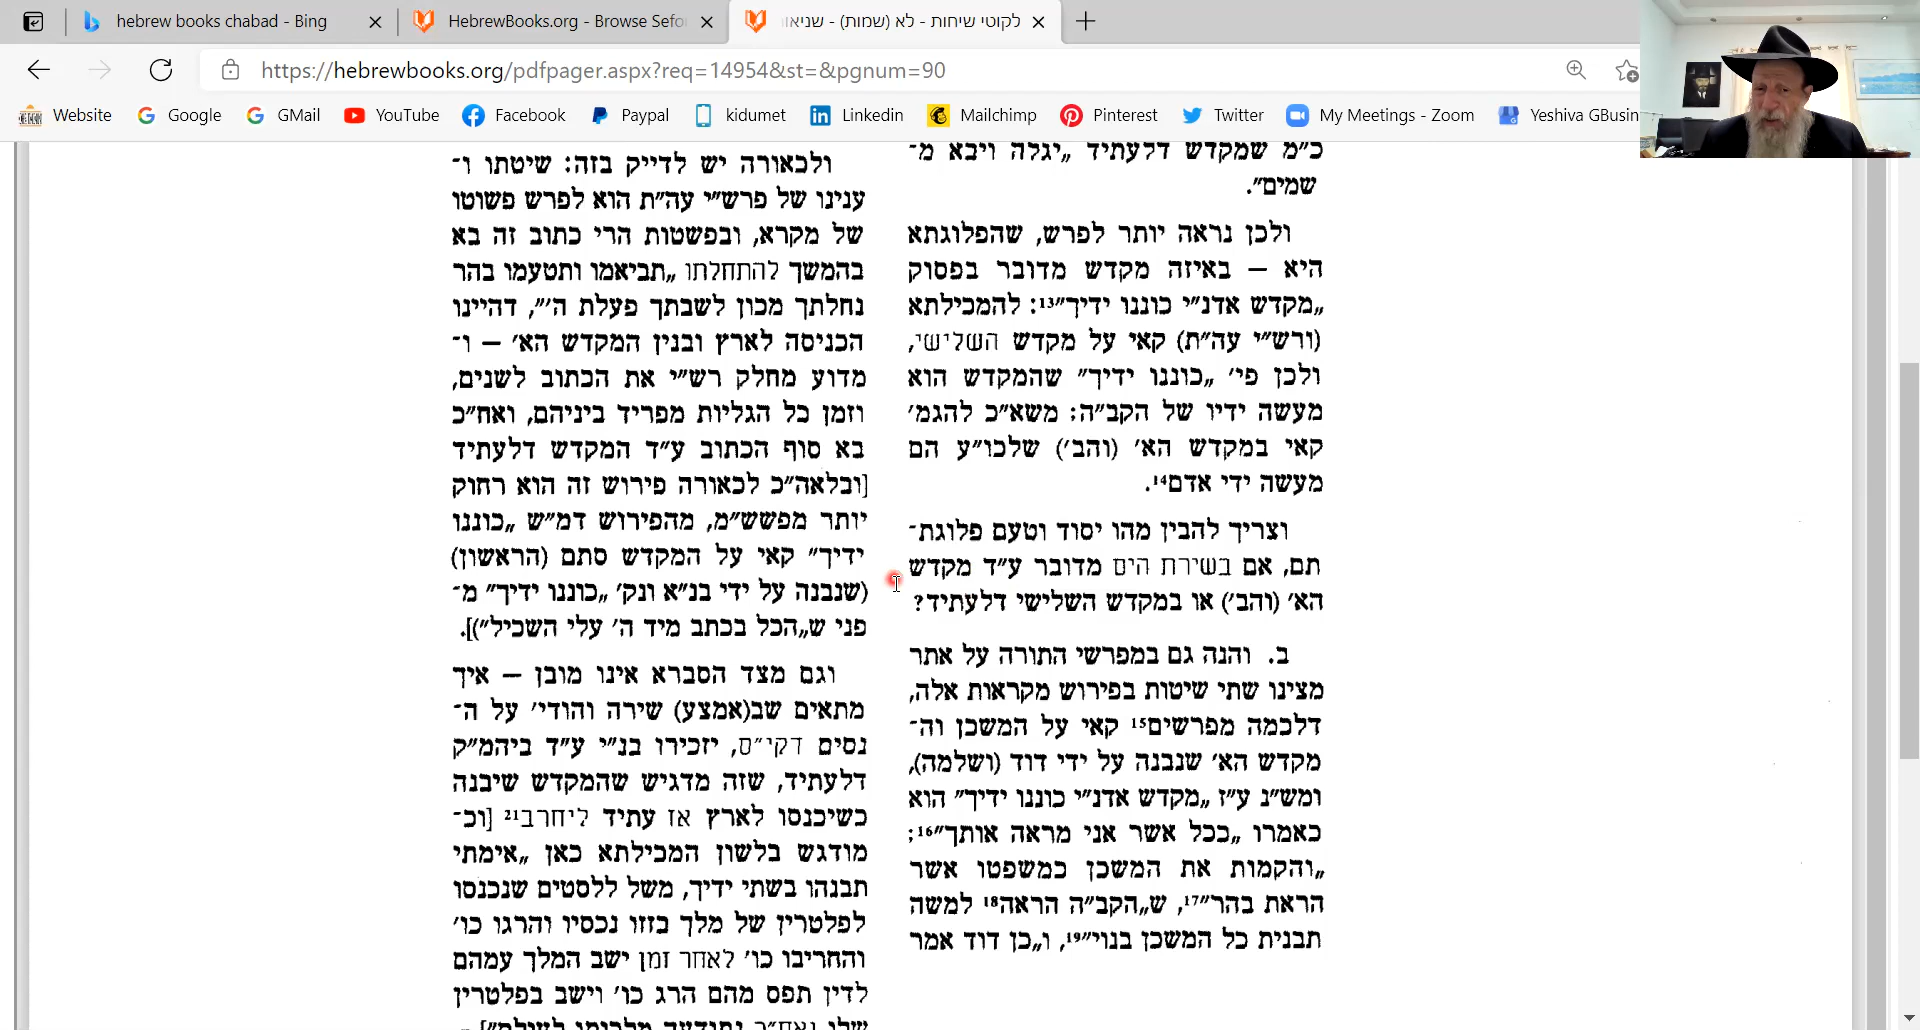 hebrew books chabad - Bing
HebrewBooks.org - Browse Sefo
לקוטי שיחות - לא (שמות) - שניאו
https://hebrewbooks.org/pdfpager.aspx?req=14954&st=&pgnum=90
Website Google GMail YouTube Facebook Paypal kidumet Linkedin Mailchimp Pinterest Twitter My Meetings - Zoom Yeshiva GBusin
כ״מ שמקדש דלעתיד „יגלה ויבא מ־
שמים״.
ולכן נראה יותר לפרש, שהפלוגתא
היא — באיזה מקדש מדובר בפסוק
„מקדש אדנ״י כוננו ידיך״13: להמכילתא
(ורש״י עה״ת) קאי על מקדש השלישי,
ולכן פי׳ „כוננו ידיך״ שהמקדש הוא
מעשה ידיו של הקב״ה; משא״כ להגמ׳
קאי במקדש הא׳ (והב׳) שלכו״ע הם
מעשה ידי אדם14.
וצריך להבין מהו יסוד וטעם פלוגת־
תם, אם בשירת הים מדובר ע״ד מקדש
הא׳ (והב׳) או במקדש השלישי דלעתיד?
ב. והנה גם במפרשי התורה על אתר
מצינו שתי שיטות בפירוש מקראות אלה,
דלכמה מפרשים15 קאי על המשכן וה־
מקדש הא׳ שנבנה על ידי דוד (ושלמה),
ומש״נ ע״ז „מקדש אדנ״י כוננו ידיך״ הוא
כאמרו „ככל אשר אני מראה אותך״16;
„והקמות את המשכן כמשפטו אשר
הראת בהר״17, ש„הקב״ה הראה18 למשה
תבנית כל המשכן בנוי״19, ו„כן דוד אמר
ולכאורה יש לדייק בזה: שיטתו ו־
ענינו של פרש״י עה״ת הוא לפרש פשוטו
של מקרא, ובפשטות הרי כתוב זה בא
בהמשך להתחלתו „תביאמו ותטעמו בהר
נחלתך מכון לשבתך פעלת ה׳״, דהיינו
הכניסה לארץ ובנין המקדש הא׳ — ו־
מדוע מחלק רש״י את הכתוב לשנים,
וזמן כל הגליות מפריד ביניהם, ואח״כ
בא סוף הכתוב ע״ד המקדש דלעתיד
[ובלאה״כ לכאורה פירוש זה הוא רחוק
יותר מפשש״מ, מהפירוש דמ״ש „כוננו
ידיך״ קאי על המקדש סתם (הראשון)
(שנבנה על ידי בנ״א ונק׳ „כוננו ידיך״ מ־
פני ש„הכל בכתב מיד ה׳ עלי השכיל״)].
וגם מצד הסברא אינו מובן — איך
מתאים שב(אמצע) שירה והודי׳ על ה־
נסים דקי״ס, יזכירו בנ״י ע״ד ביהמ״ק
דלעתיד, שזה מדגיש שהמקדש שיבנה
כשיכנסו לארץ אז עתיד ליחרב21 [וכ־
מודגש בלשון המכילתא כאן „אימתי
תבנהו בשתי ידיך, משל ללסטים שנכנסו
לפלטרין של מלך בזזו נכסיו והרגו כו׳
והחריבו כו׳ לאחר זמן ישב המלך עמהם
לדין תפס מהם הרג כו׳ וישב בפלטרין